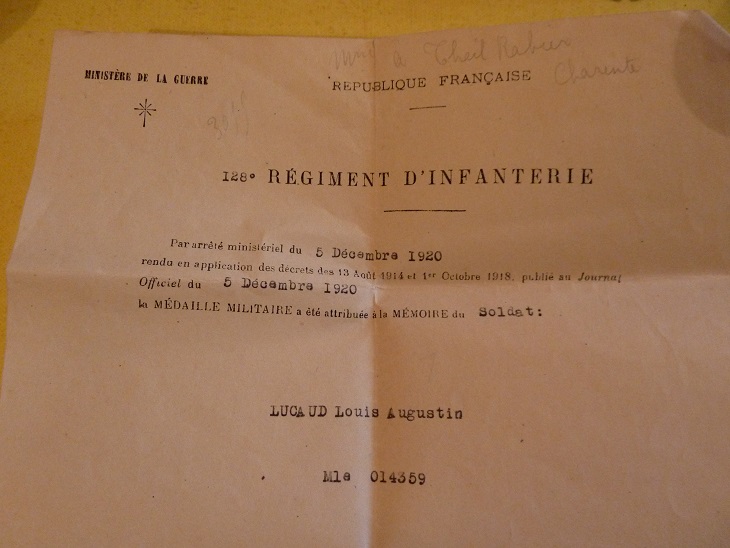 à Theil Rabier
Charente
MINISTÈRE DE LA GUERRE
RÉPUBLIQUE FRANÇAISE
128e RÉGIMENT D'INFANTERIE
Par arrêté ministériel du 5 Décembre 1920
rendu en application des décrets des 13 Août 1914 et 1er Octobre 1918, publié au Journal
Officiel du 5 Décembre 1920
la MÉDAILLE MILITAIRE a été attribuée à la MÉMOIRE du Soldat:
LUCAUD Louis Augustin
Mle 014359